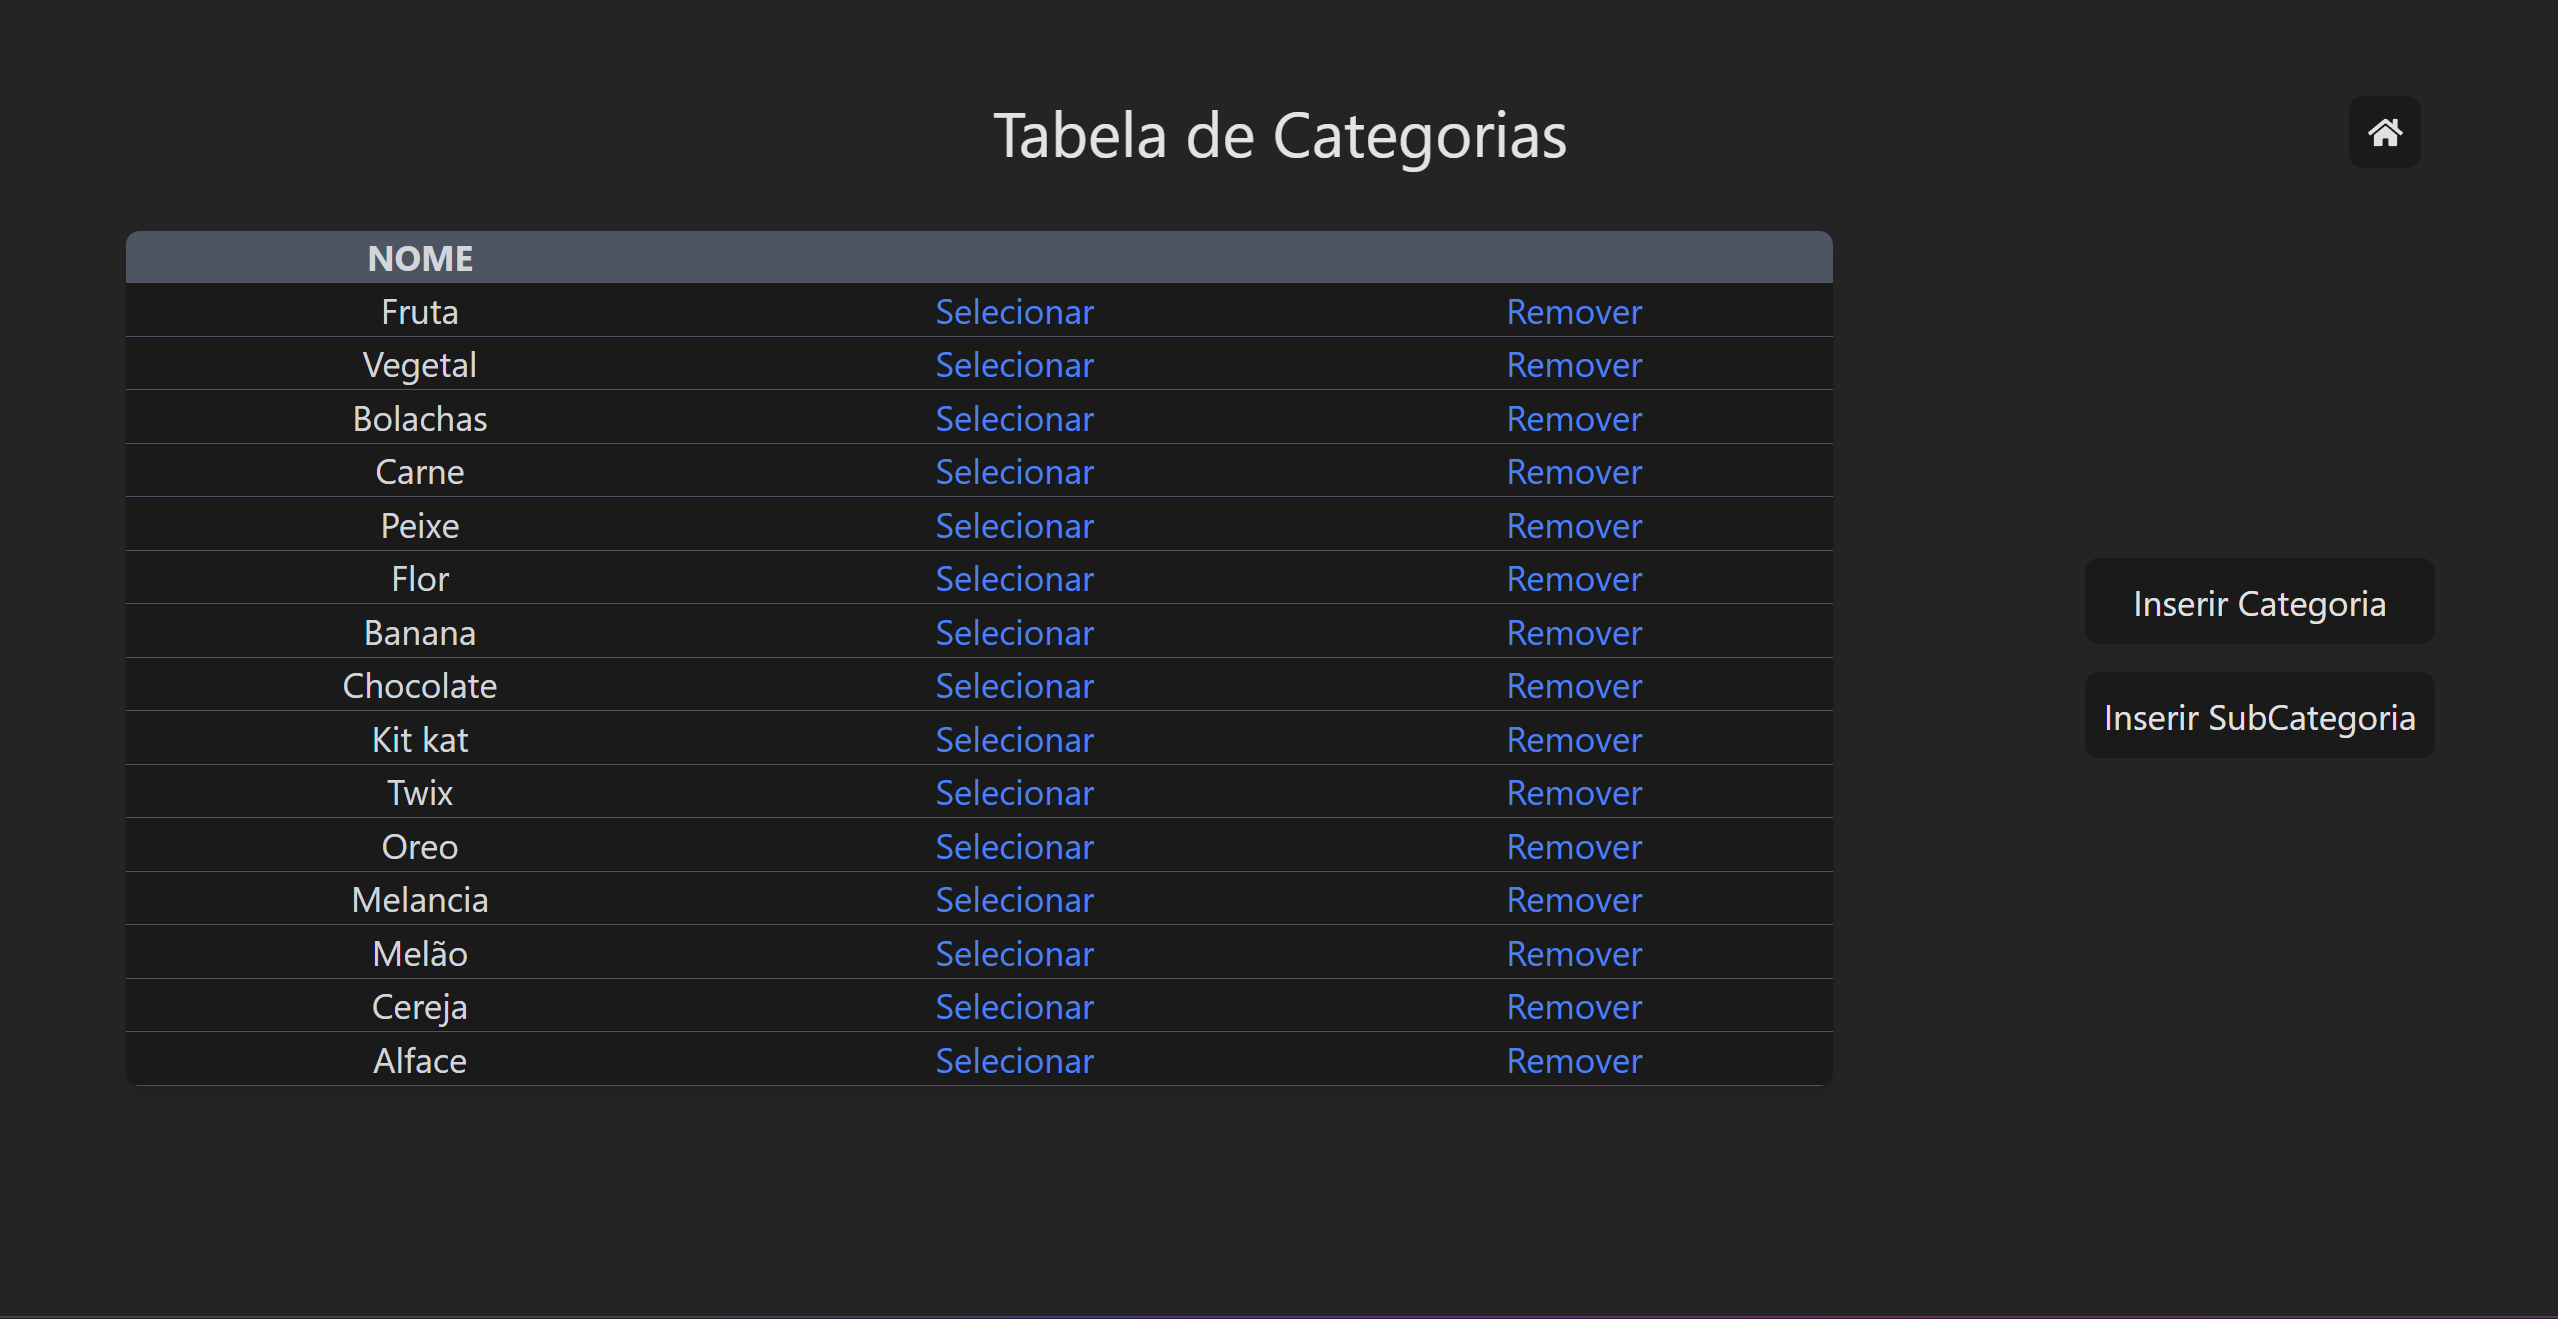 Tabela de Categorias
NOME
Fruta Selecionar Remover
Vegetal Selecionar Remover
Bolachas Selecionar Remover
Carne Selecionar Remover
Peixe Selecionar Remover
Flor Selecionar Remover
Banana Selecionar Remover
Chocolate Selecionar Remover
Kit kat Selecionar Remover
Twix Selecionar Remover
Oreo Selecionar Remover
Melancia Selecionar Remover
Melão Selecionar Remover
Cereja Selecionar Remover
Alface Selecionar Remover
Inserir Categoria
Inserir SubCategoria